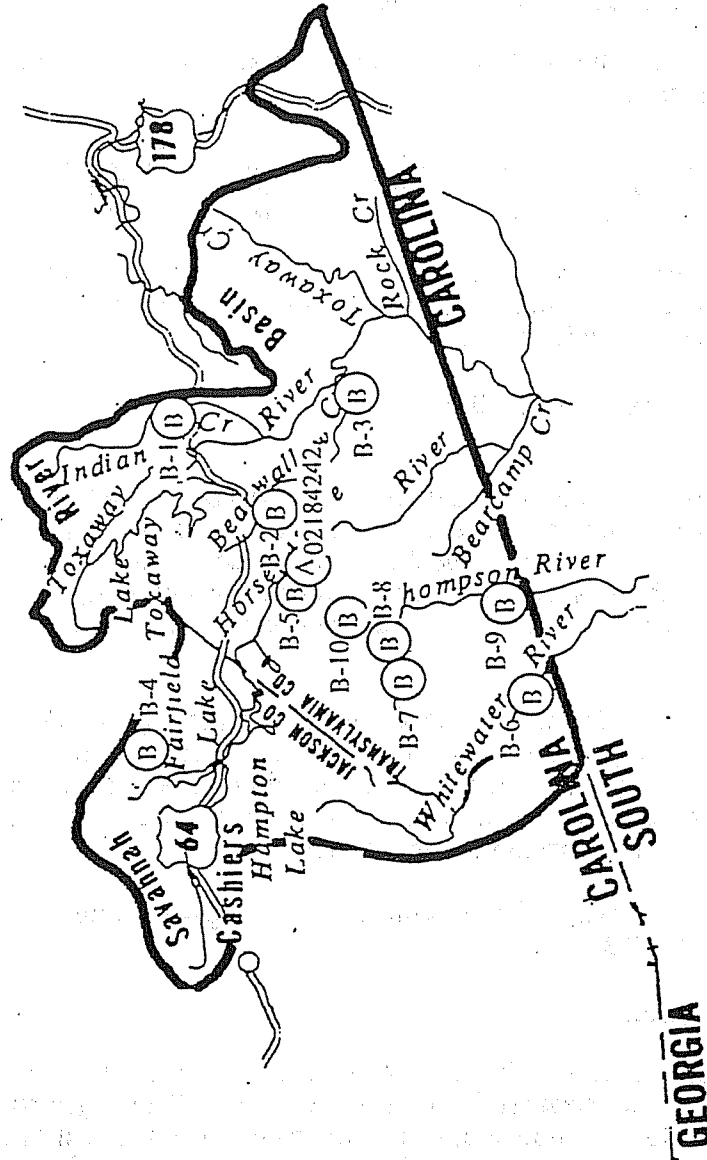 178
CAROLINA
Rock Cr
Toxaway Cr
Basin
River
River
Indian Cr
B-1
B
Toxaway
Lake Toxaway
Bearwallo
B-2
B
C
B
B-3
02184242
A
Horse
B-5
B
River
Bearcamp Cr
B-10
B
B-8
B
B-7
B
hompson River
B-9
B
B-6
B
Whitewater River
B-4
B
Fairfield Lake
JACKSON CO
TRANSYLVANIA CO
64
Savannah
Cashiers
Hampton Lake
CAROLINA
SOUTH
GEORGIA